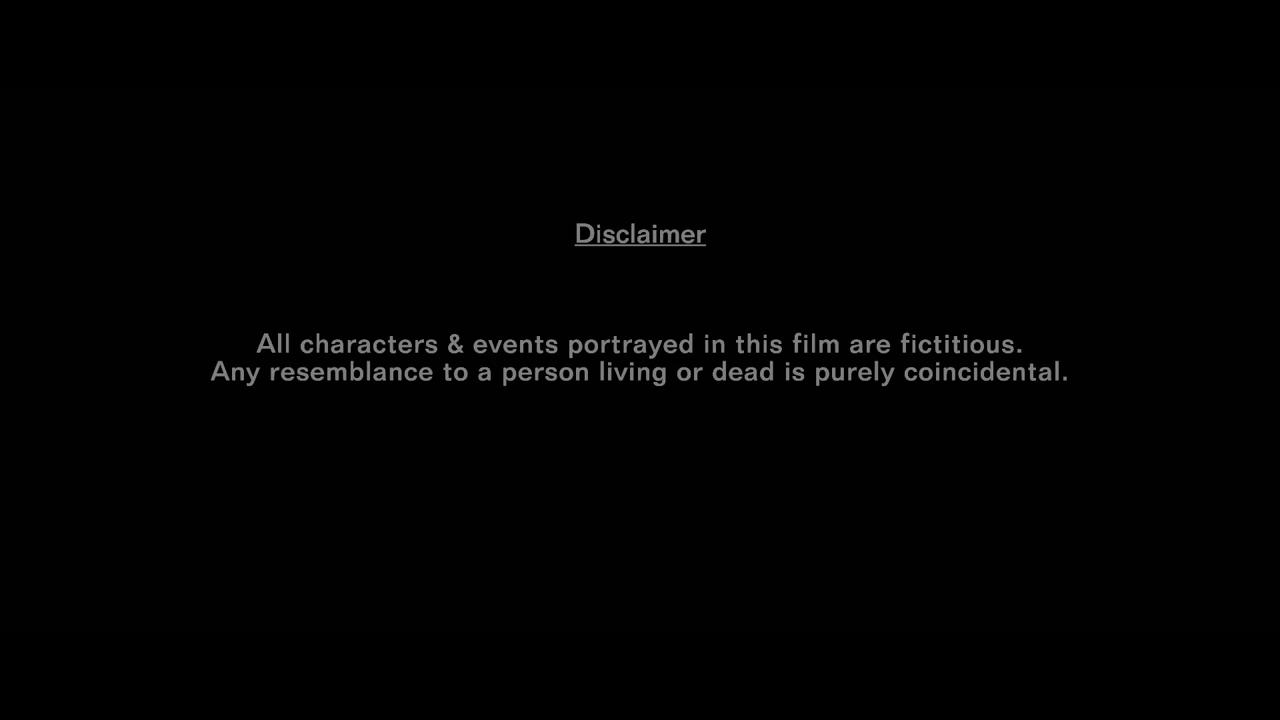 Disclaimer
All characters & events portrayed in this film are fictitious.
Any resemblance to a person living or dead is purely coincidental.